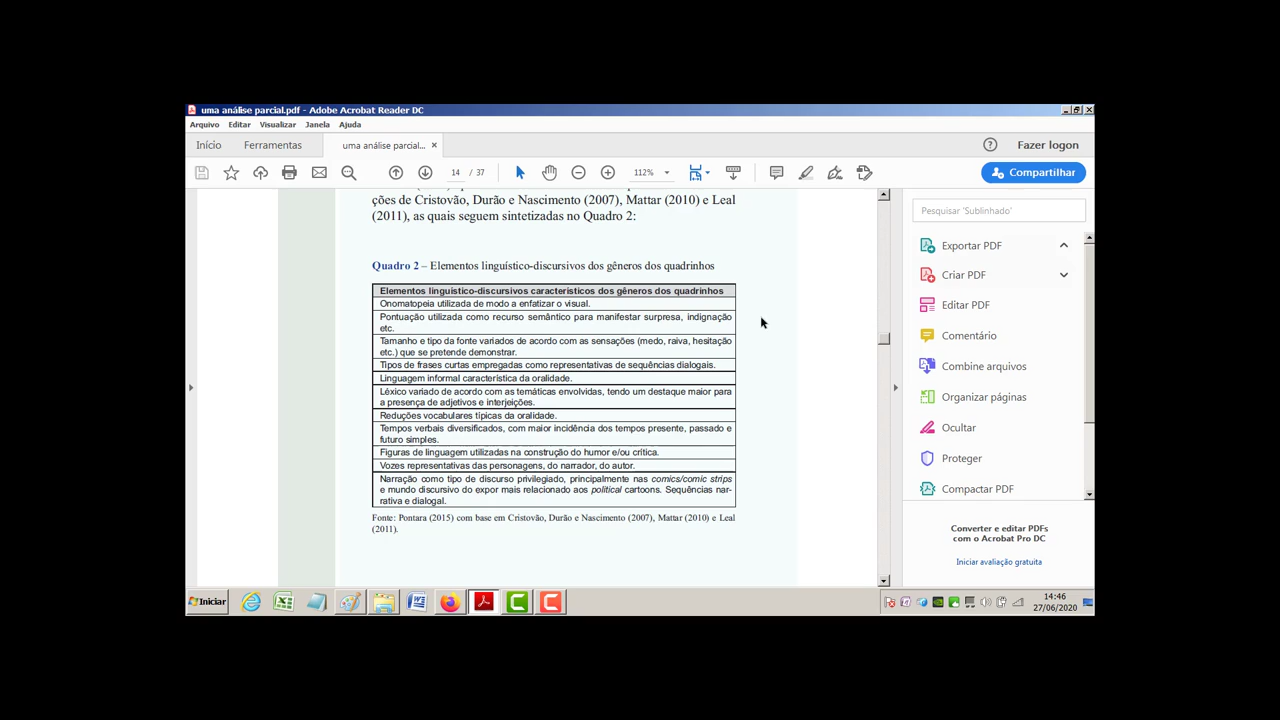 uma análise parcial.pdf - Adobe Acrobat Reader DC
Arquivo Editar Visualizar Janela Ajuda
Início Ferramentas uma análise parcial... × Fazer logon
14 / 37 112% Compartilhar
ções de Cristovão, Durão e Nascimento (2007), Mattar (2010) e Leal
(2011), as quais seguem sintetizadas no Quadro 2:
Quadro 2 – Elementos linguístico-discursivos dos gêneros dos quadrinhos
Elementos linguístico-discursivos característicos dos gêneros dos quadrinhos
Onomatopeia utilizada de modo a enfatizar o visual.
Pontuação utilizada como recurso semântico para manifestar surpresa, indignação
etc.
Tamanho e tipo da fonte variados de acordo com as sensações (medo, raiva, hesitação
etc.) que se pretende demonstrar.
Tipos de frases curtas empregadas como representativas de sequências dialogais.
Linguagem informal característica da oralidade.
Léxico variado de acordo com as temáticas envolvidas, tendo um destaque maior para
a presença de adjetivos e interjeições.
Reduções vocabulares típicas da oralidade.
Tempos verbais diversificados, com maior incidência dos tempos presente, passado e
futuro simples.
Figuras de linguagem utilizadas na construção do humor e/ou crítica.
Vozes representativas das personagens, do narrador, do autor.
Narração como tipo de discurso privilegiado, principalmente nas comics/comic strips
e mundo discursivo do expor mais relacionado aos political cartoons. Sequências nar-
rativa e dialogal.
Fonte: Pontara (2015) com base em Cristovão, Durão e Nascimento (2007), Mattar (2010) e Leal
(2011).
Pesquisar 'Sublinhado'
Exportar PDF
Criar PDF
Editar PDF
Comentário
Combine arquivos
Organizar páginas
Ocultar
Proteger
Compactar PDF
Converter e editar PDFs
com o Acrobat Pro DC
Iniciar avaliação gratuita
Iniciar
14:46
27/06/2020